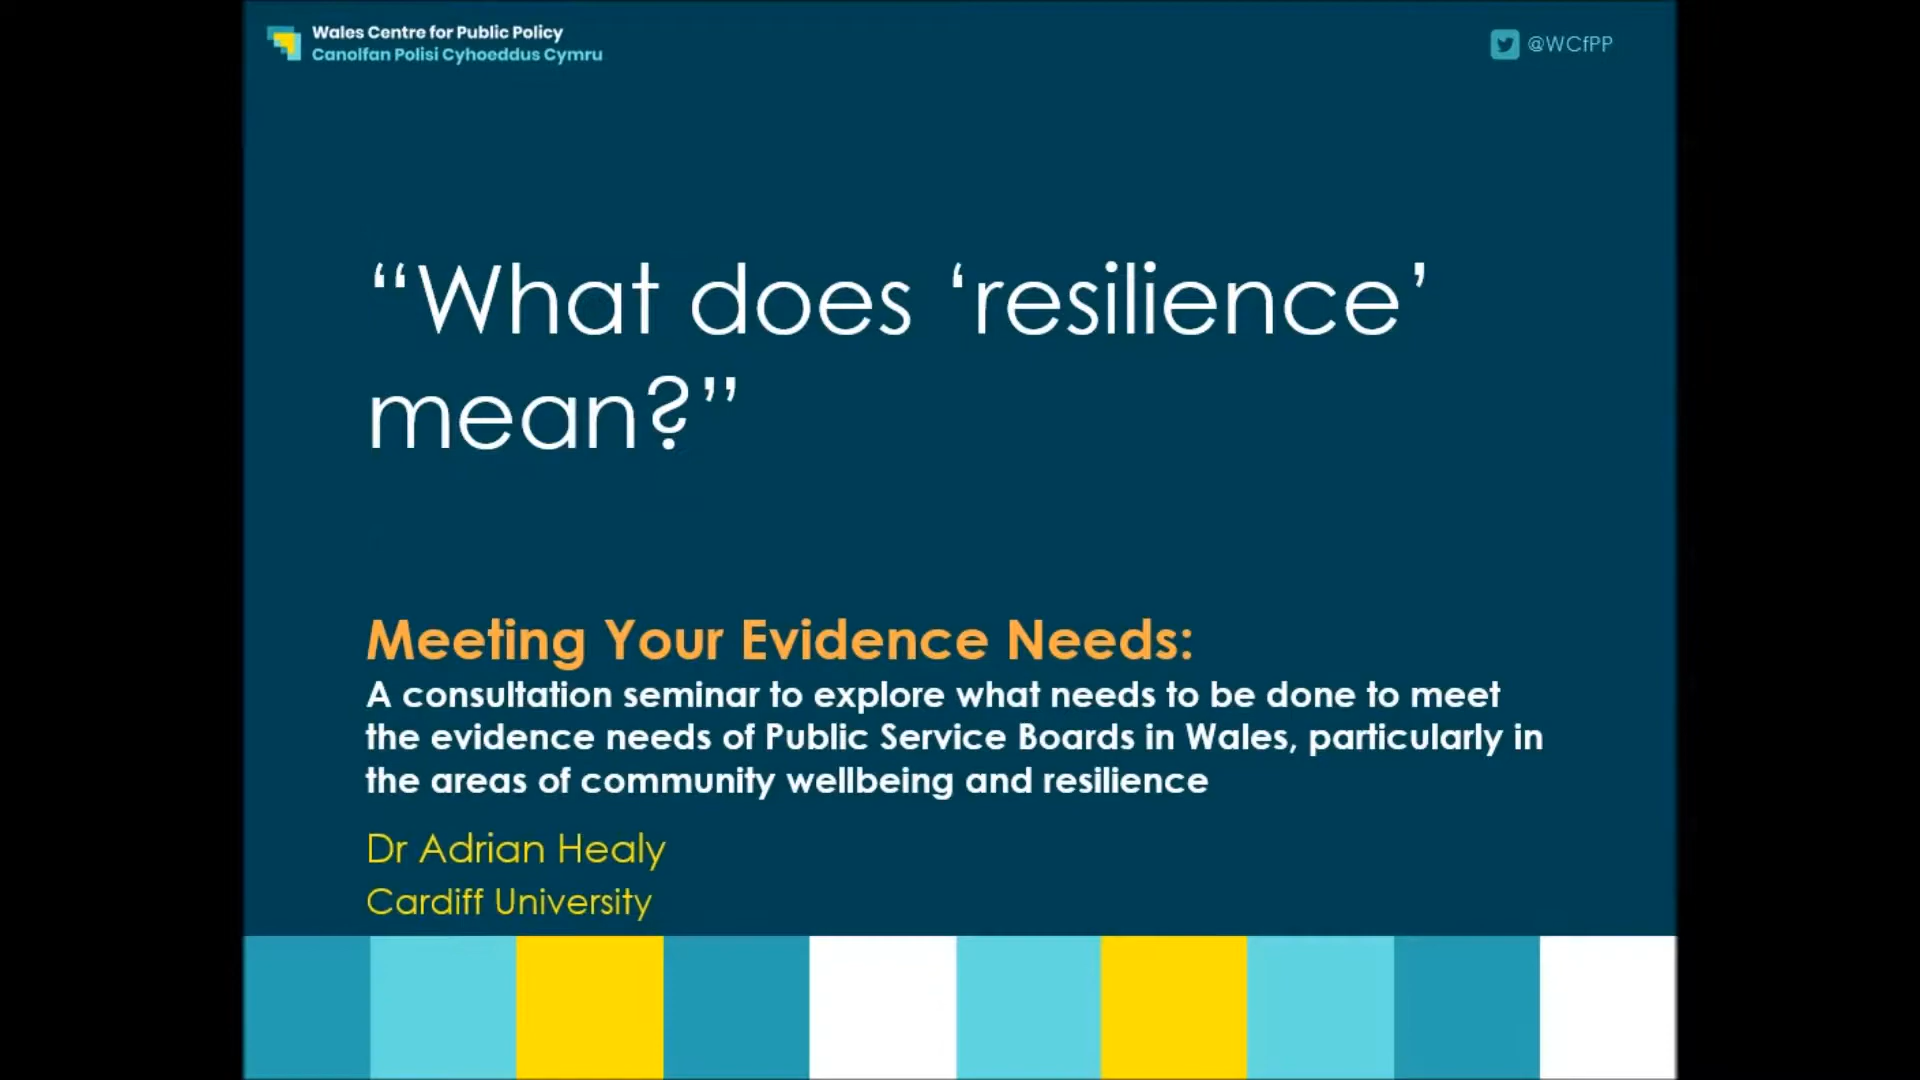 Wales Centre for Public Policy
Canolfan Polisi Cyhoeddus Cymru
@WCfPP
“What does ‘resilience’
mean?”
Meeting Your Evidence Needs:
A consultation seminar to explore what needs to be done to meet
the evidence needs of Public Service Boards in Wales, particularly in
the areas of community wellbeing and resilience
Dr Adrian Healy
Cardiff University